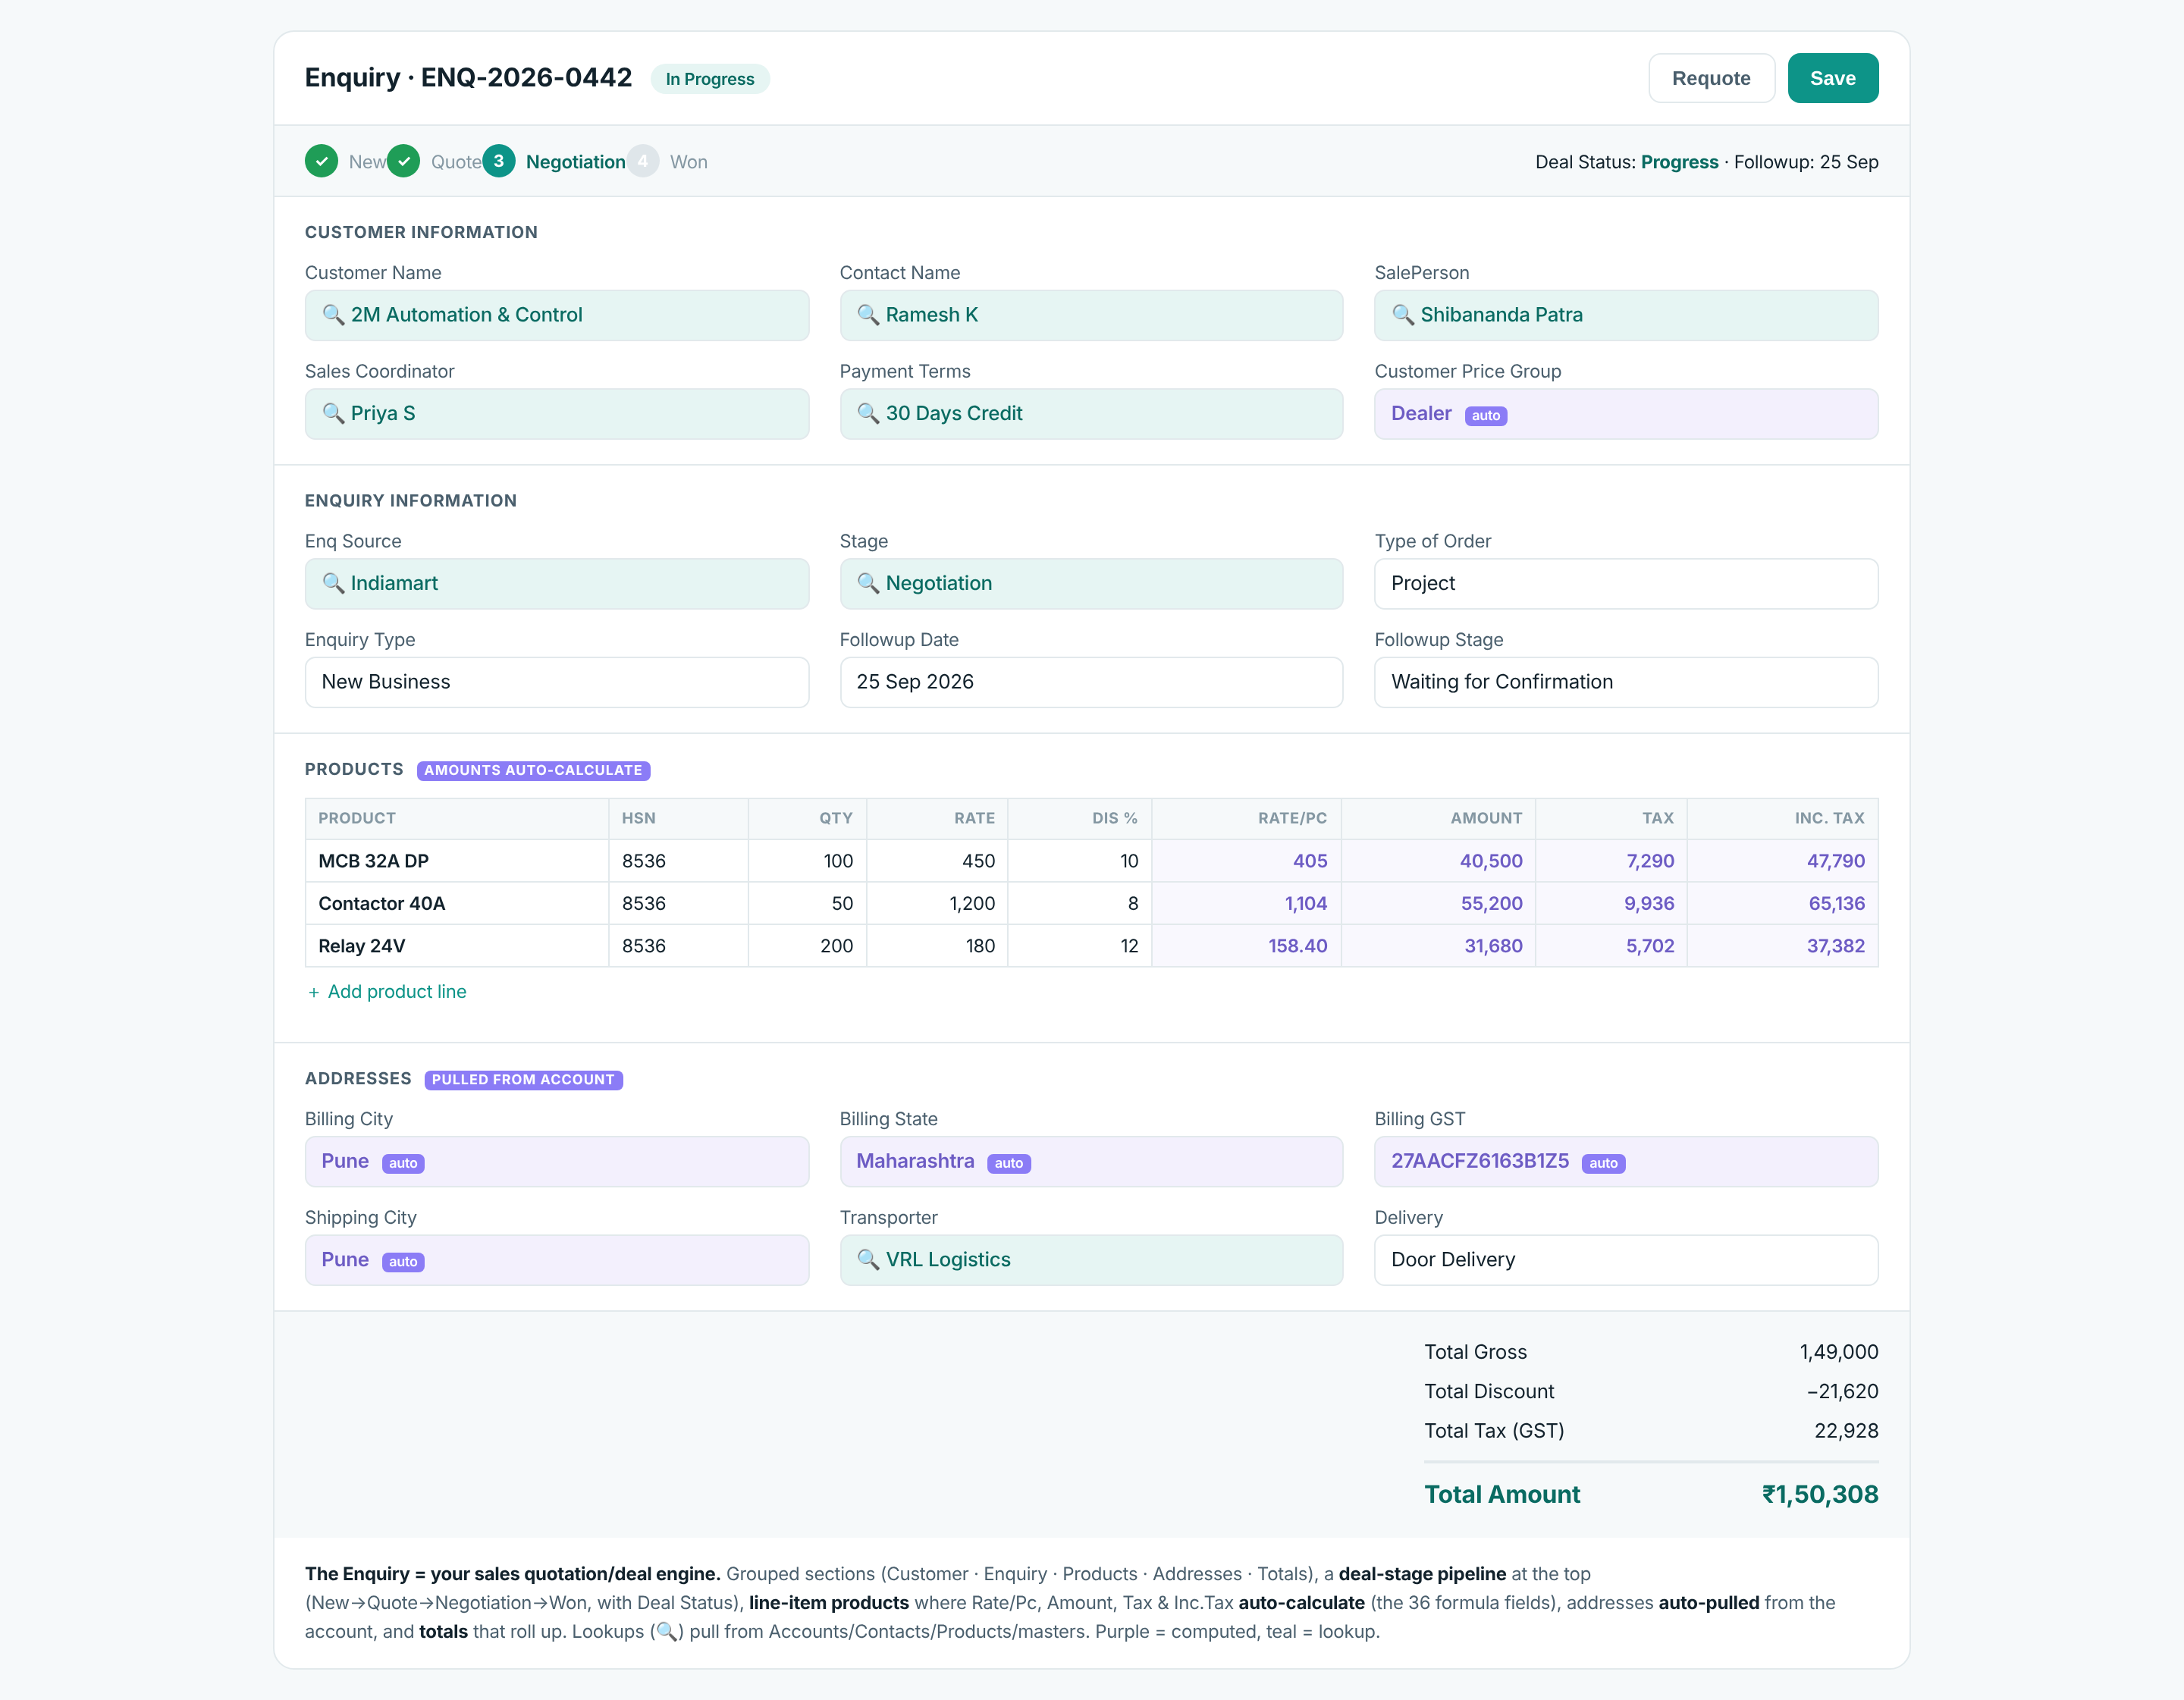 Enquiry · ENQ-2026-0442 In Progress Requote Save
New Quote 3 Negotiation 4 Won Deal Status: Progress · Followup: 25 Sep
CUSTOMER INFORMATION
Customer Name Contact Name SalePerson
🔍 2M Automation & Control 🔍 Ramesh K 🔍 Shibananda Patra
Sales Coordinator Payment Terms Customer Price Group
🔍 Priya S 🔍 30 Days Credit Dealer auto
ENQUIRY INFORMATION
Enq Source Stage Type of Order
🔍 Indiamart 🔍 Negotiation Project
Enquiry Type Followup Date Followup Stage
New Business 25 Sep 2026 Waiting for Confirmation
PRODUCTS AMOUNTS AUTO-CALCULATE
PRODUCT HSN QTY RATE DIS % RATE/PC AMOUNT TAX INC. TAX
MCB 32A DP 8536 100 450 10 405 40,500 7,290 47,790
Contactor 40A 8536 50 1,200 8 1,104 55,200 9,936 65,136
Relay 24V 8536 200 180 12 158.40 31,680 5,702 37,382
+ Add product line
ADDRESSES PULLED FROM ACCOUNT
Billing City Billing State Billing GST
Pune auto Maharashtra auto 27AACFZ6163B1Z5 auto
Shipping City Transporter Delivery
Pune auto 🔍 VRL Logistics Door Delivery
Total Gross 1,49,000
Total Discount −21,620
Total Tax (GST) 22,928
Total Amount ₹1,50,308
The Enquiry = your sales quotation/deal engine. Grouped sections (Customer · Enquiry · Products · Addresses · Totals), a deal-stage pipeline at the top
(New→Quote→Negotiation→Won, with Deal Status), line-item products where Rate/Pc, Amount, Tax & Inc.Tax auto-calculate (the 36 formula fields), addresses auto-pulled from the
account, and totals that roll up. Lookups (🔍) pull from Accounts/Contacts/Products/masters. Purple = computed, teal = lookup.